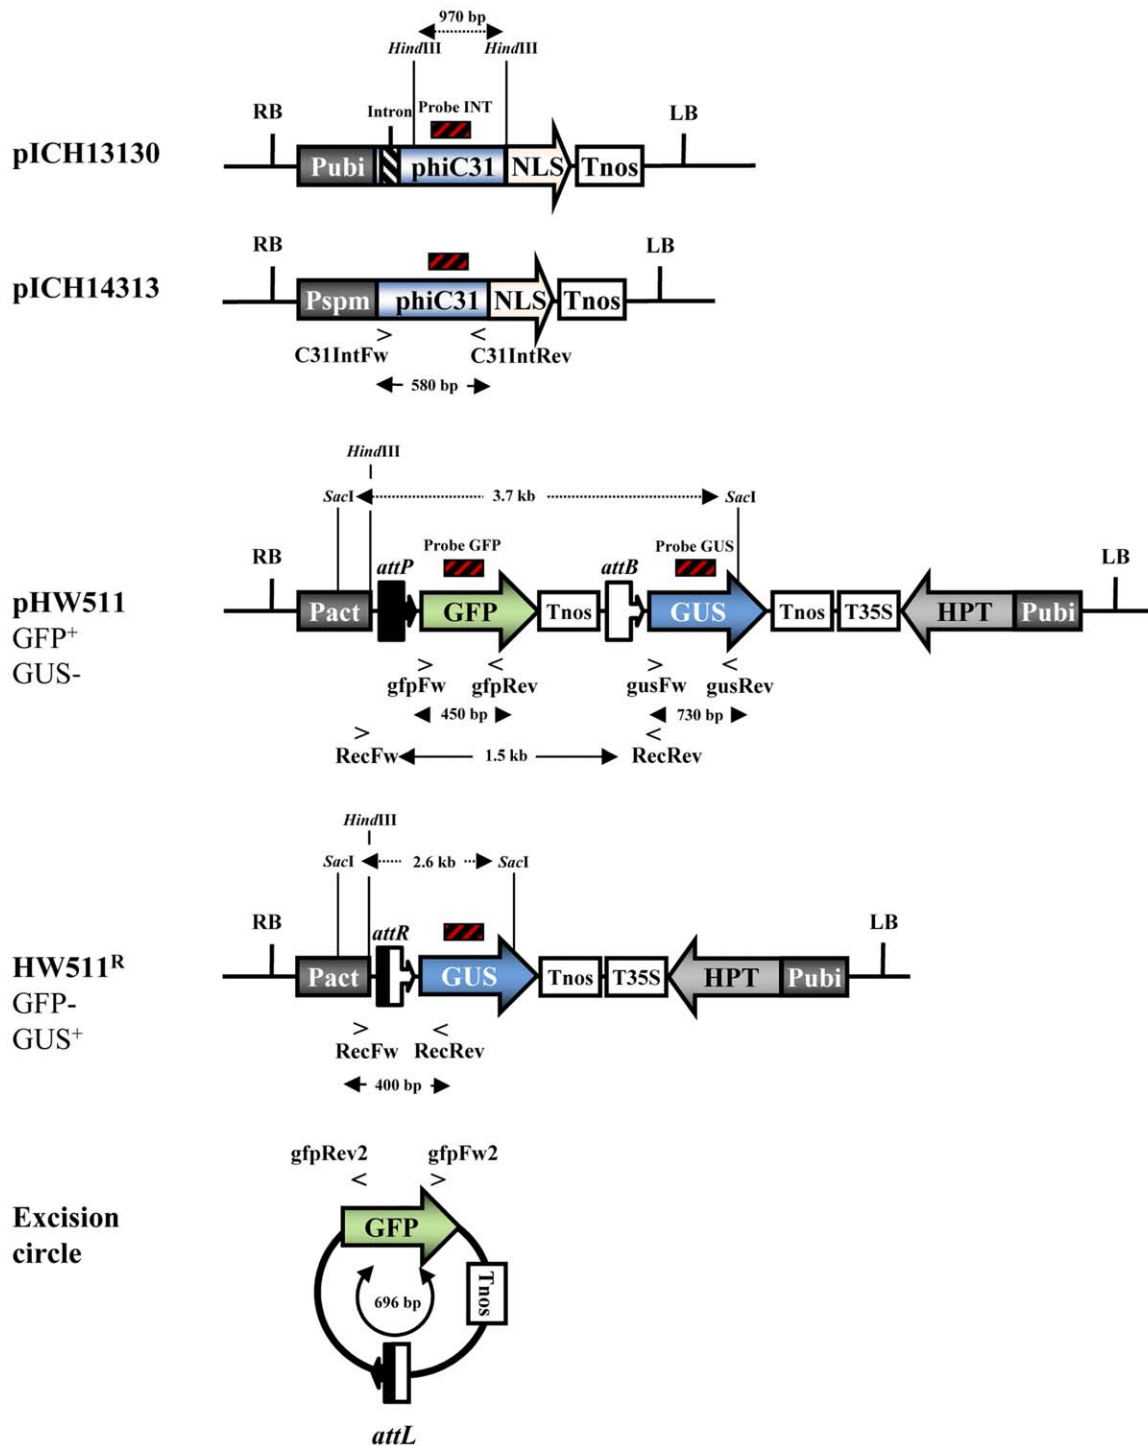 970 bp
HindIII HindIII
Intron Probe INT
RB LB
pICH13130
Pubi phiC31 NLS Tnos
RB LB
pICH14313
Pspm phiC31 NLS Tnos
> <
C31IntFw C31IntRev
580 bp
HindIII
SacI 3.7 kb SacI
Probe GFP Probe GUS
RB attP attB LB
pHW511
Pact GFP Tnos GUS Tnos T35S HPT Pubi
GFP+
GUS-
> < > <
gfpFw gfpRev gusFw gusRev
450 bp 730 bp
> <
RecFw 1.5 kb RecRev
HindIII
SacI 2.6 kb SacI
RB attR LB
HW511R
Pact GUS Tnos T35S HPT Pubi
GFP-
GUS+
> <
RecFw RecRev
400 bp
gfpRev2 gfpFw2
< >
Excision
circle
GFP
Tnos
696 bp
attL